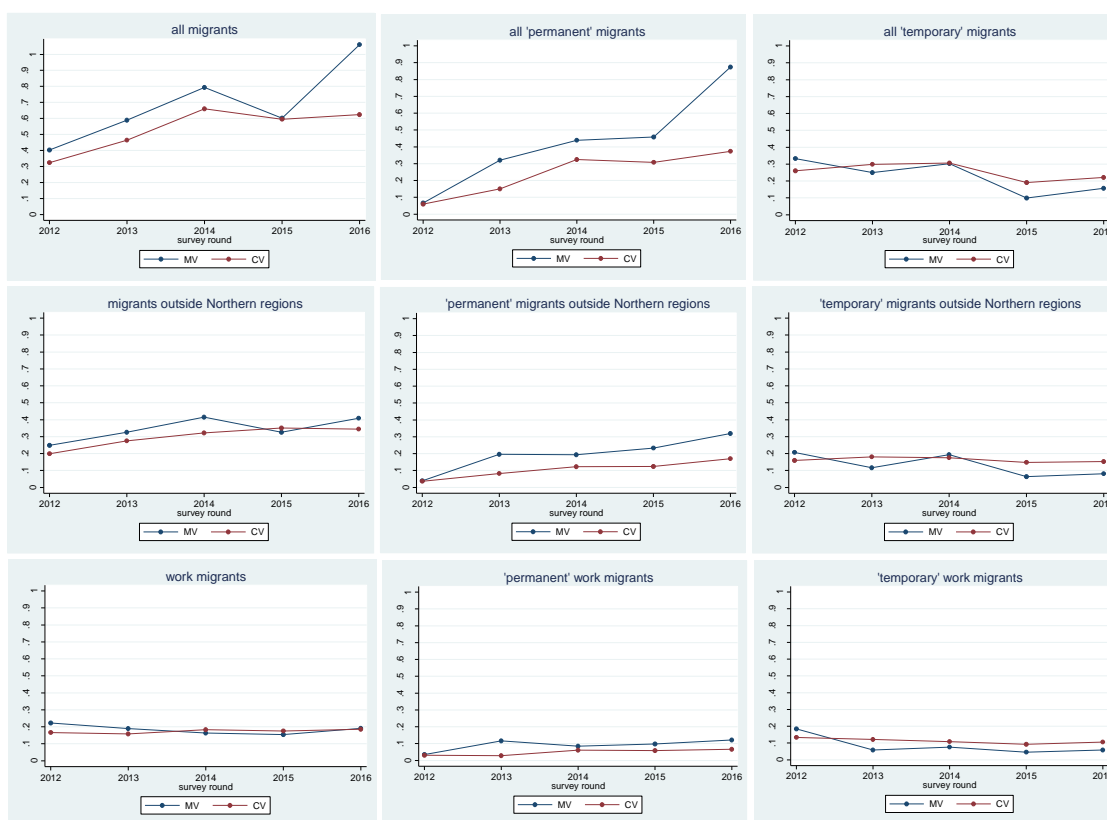 all migrants
0 .1 .2 .3 .4 .5 .6 .7 .8 .9 1
2012 2013 2014 2015 2016
survey round
MV CV
all 'permanent' migrants
0 .1 .2 .3 .4 .5 .6 .7 .8 .9 1
2012 2013 2014 2015 2016
survey round
MV CV
all 'temporary' migrants
0 .1 .2 .3 .4 .5 .6 .7 .8 .9 1
2012 2013 2014 2015 201
survey round
MV CV
migrants outside Northern regions
0 .1 .2 .3 .4 .5 .6 .7 .8 .9 1
2012 2013 2014 2015 2016
survey round
MV CV
'permanent' migrants outside Northern regions
0 .1 .2 .3 .4 .5 .6 .7 .8 .9 1
2012 2013 2014 2015 2016
survey round
MV CV
'temporary' migrants outside Northern regions
0 .1 .2 .3 .4 .5 .6 .7 .8 .9 1
2012 2013 2014 2015 201
survey round
MV CV
work migrants
0 .1 .2 .3 .4 .5 .6 .7 .8 .9 1
2012 2013 2014 2015 2016
survey round
MV CV
'permanent' work migrants
0 .1 .2 .3 .4 .5 .6 .7 .8 .9 1
2012 2013 2014 2015 2016
survey round
MV CV
'temporary' work migrants
0 .1 .2 .3 .4 .5 .6 .7 .8 .9 1
2012 2013 2014 2015 201
survey round
MV CV